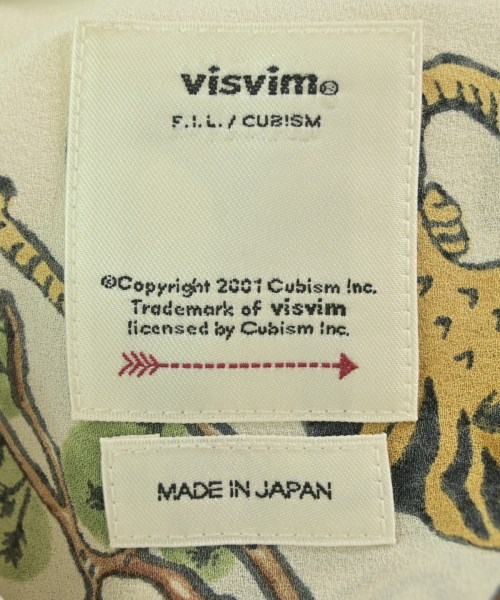 visvim®
F.I.L. / CUBISM
©Copyright 2001 Cubism Inc.
Trademark of visvim
licensed by Cubism Inc.
MADE IN JAPAN